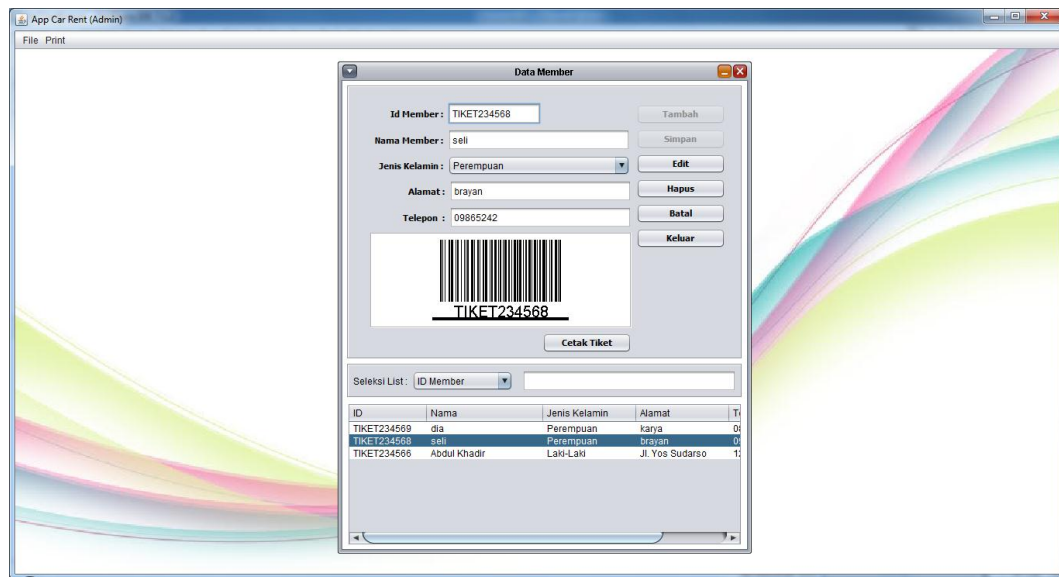 App Car Rent (Admin)
File Print
Data Member
Id Member : TIKET234568 Tambah
Nama Member : seli Simpan
Jenis Kelamin : Perempuan Edit
Alamat : brayan Hapus
Telepon : 09865242 Batal
Keluar
TIKET234568
Cetak Tiket
Seleksi List : ID Member
ID Nama Jenis Kelamin Alamat
TIKET234569 dia Perempuan karya
TIKET234568 seli Perempuan brayan
TIKET234566 Abdul Khadir Laki-Laki Jl. Yos Sudarso